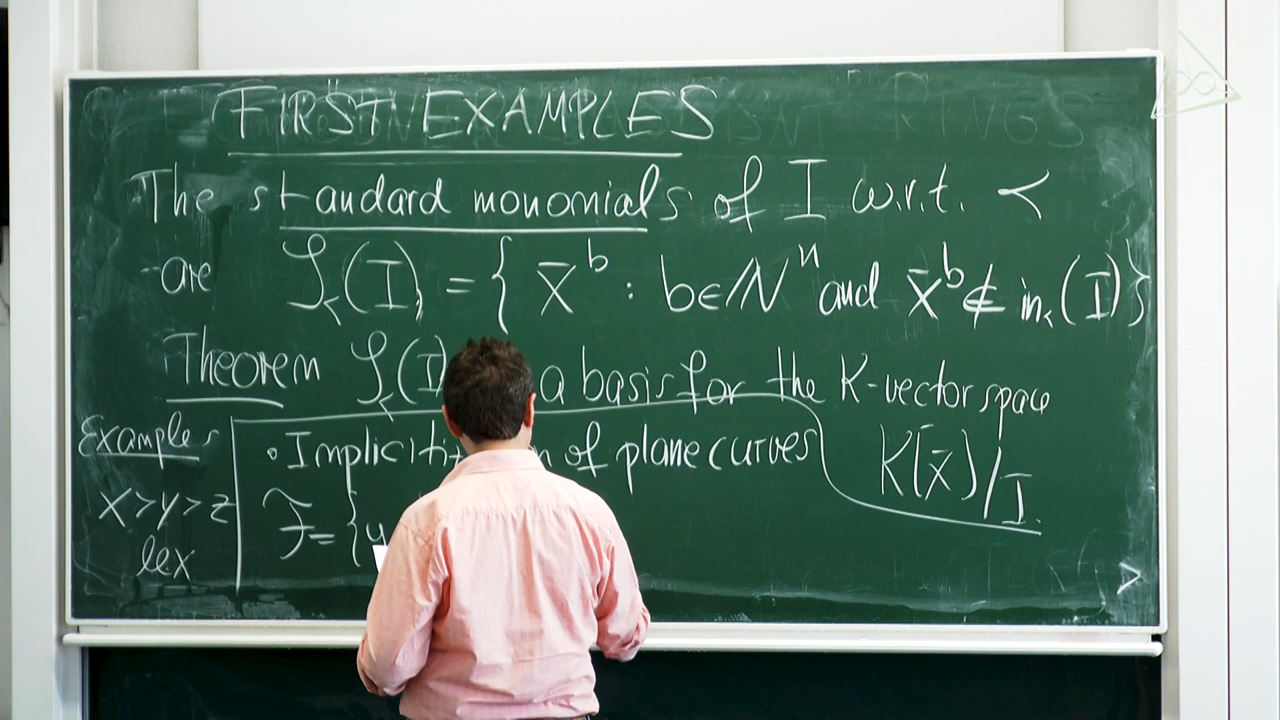 FIRST EXAMPLES
The standard monomials of I w.r.t. <
are 𝒮<(I) = { x̄^b : b ∈ ℕ^n and x̄^b ∉ in<(I) }
Theorem 𝒮<(I) a basis for the K-vector space
K[x̄]/I.
Examples
x > y > z
lex
• Impliciti n of plane curves
ℱ = { y
>